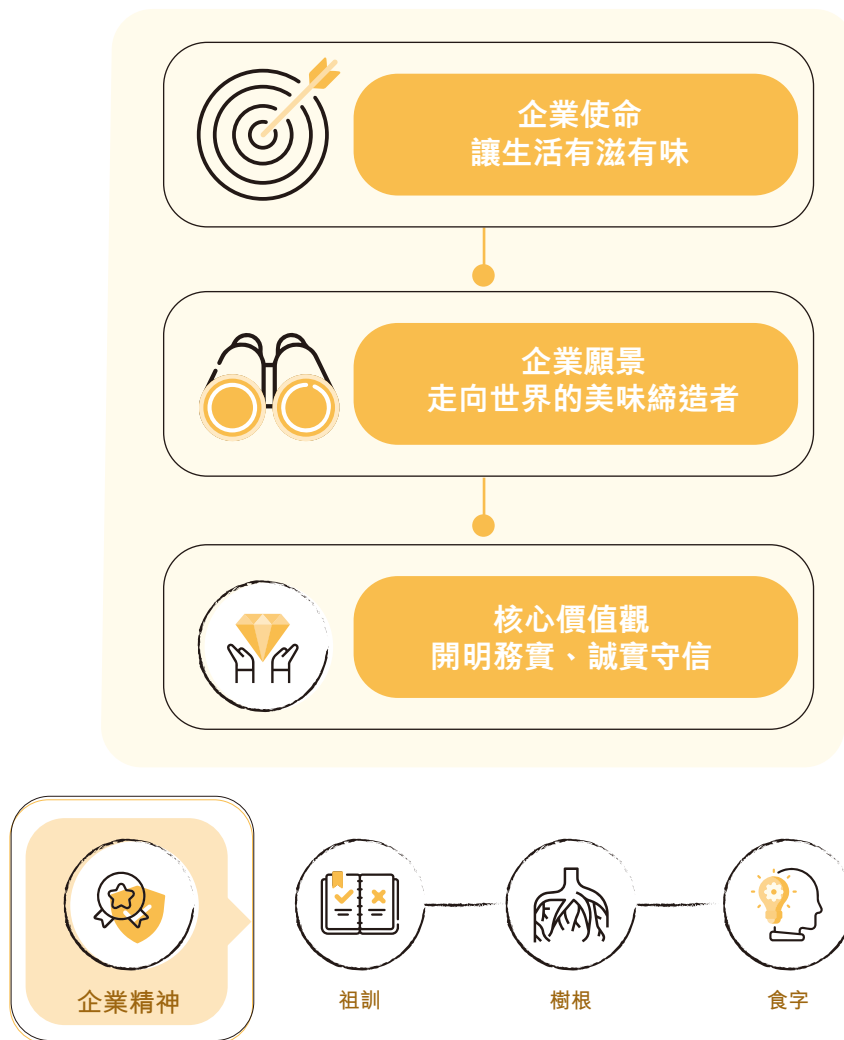 企業使命
讓生活有滋有味
企業願景
走向世界的美味締造者
核心價值觀
開明務實、誠實守信
企業精神
祖訓
樹根
食字